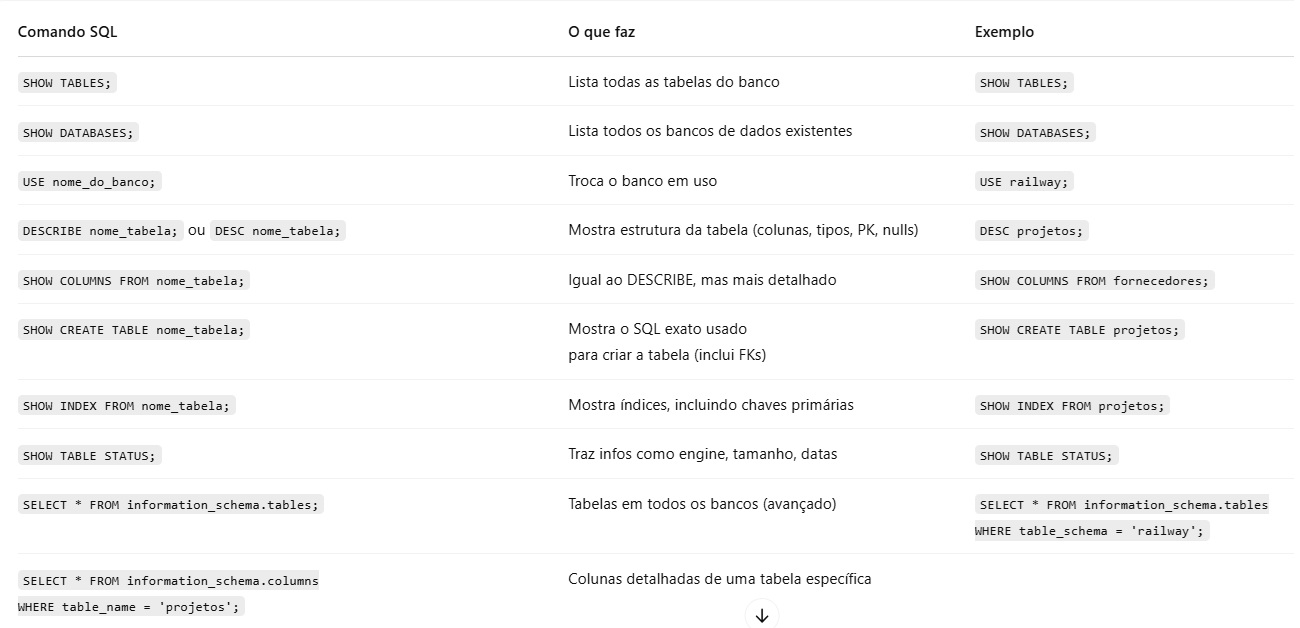 Comando SQL O que faz Exemplo
SHOW TABLES; Lista todas as tabelas do banco SHOW TABLES;
SHOW DATABASES; Lista todos os bancos de dados existentes SHOW DATABASES;
USE nome_do_banco; Troca o banco em uso USE railway;
DESCRIBE nome_tabela; ou DESC nome_tabela; Mostra estrutura da tabela (colunas, tipos, PK, nulls) DESC projetos;
SHOW COLUMNS FROM nome_tabela; Igual ao DESCRIBE, mas mais detalhado SHOW COLUMNS FROM fornecedores;
SHOW CREATE TABLE nome_tabela; Mostra o SQL exato usado SHOW CREATE TABLE projetos;
para criar a tabela (inclui FKs)
SHOW INDEX FROM nome_tabela; Mostra índices, incluindo chaves primárias SHOW INDEX FROM projetos;
SHOW TABLE STATUS; Traz infos como engine, tamanho, datas SHOW TABLE STATUS;
SELECT * FROM information_schema.tables; Tabelas em todos os bancos (avançado) SELECT * FROM information_schema.tables
WHERE table_schema = 'railway';
SELECT * FROM information_schema.columns Colunas detalhadas de uma tabela específica
WHERE table_name = 'projetos';